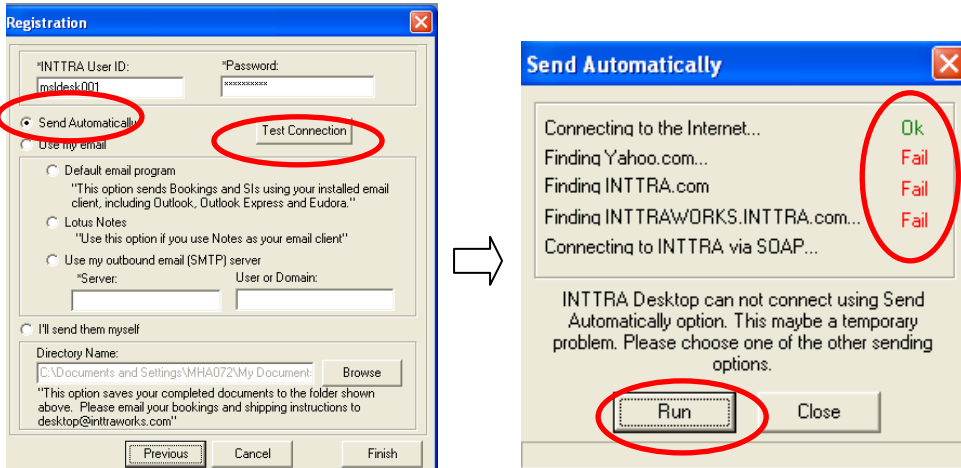 Registration
*INTTRA User ID:
*Password:
msldesk001
xxxxxxxxxx
Send Automatically
Test Connection
Use my email
Default email program
"This option sends Bookings and SIs using your installed email
client, including Outlook, Outlook Express and Eudora."
Lotus Notes
"Use this option if you use Notes as your email client"
Use my outbound email (SMTP) server
*Server:
User or Domain:
I'll send them myself
Directory Name:
C:\Documents and Settings\MHA072\My Document:
Browse
"This option saves your completed documents to the folder shown
above. Please email your bookings and shipping instructions to
desktop@inttraworks.com"
Previous
Cancel
Finish
Send Automatically
Connecting to the Internet... Ok
Finding Yahoo.com... Fail
Finding INTTRA.com Fail
Finding INTTRAWORKS.INTTRA.com... Fail
Connecting to INTTRA via SOAP...
INTTRA Desktop can not connect using Send
Automatically option. This maybe a temporary
problem. Please choose one of the other sending
options.
Run
Close